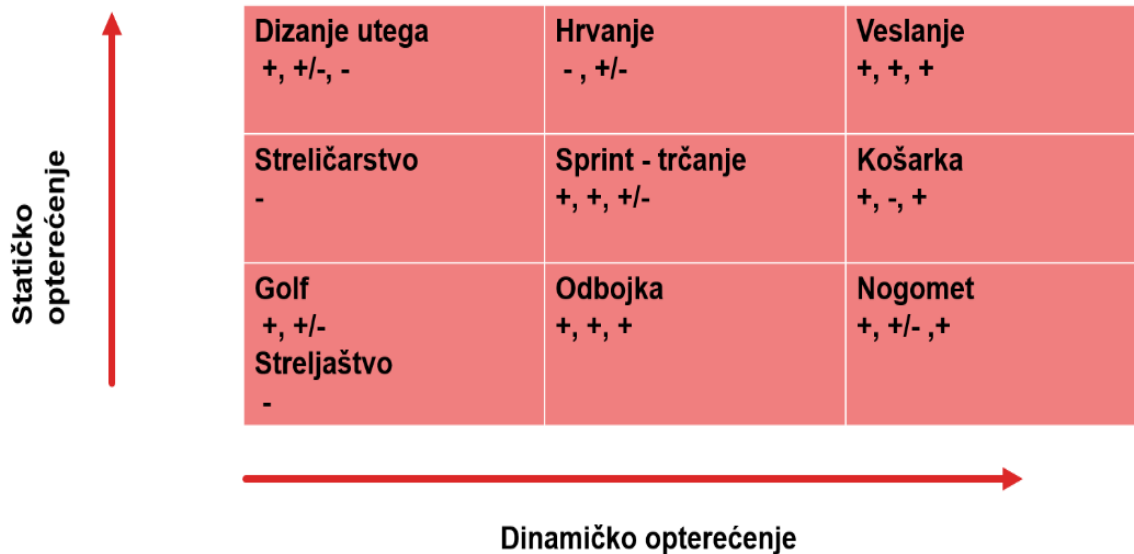 Statičko
opterećenje
Dizanje utega
+, +/-, -
Hrvanje
- , +/-
Veslanje
+, +, +
Streličarstvo
-
Sprint - trčanje
+, +, +/-
Košarka
+, -, +
Golf
+, +/-
Streljaštvo
-
Odbojka
+, +, +
Nogomet
+, +/- ,+
Dinamičko opterećenje